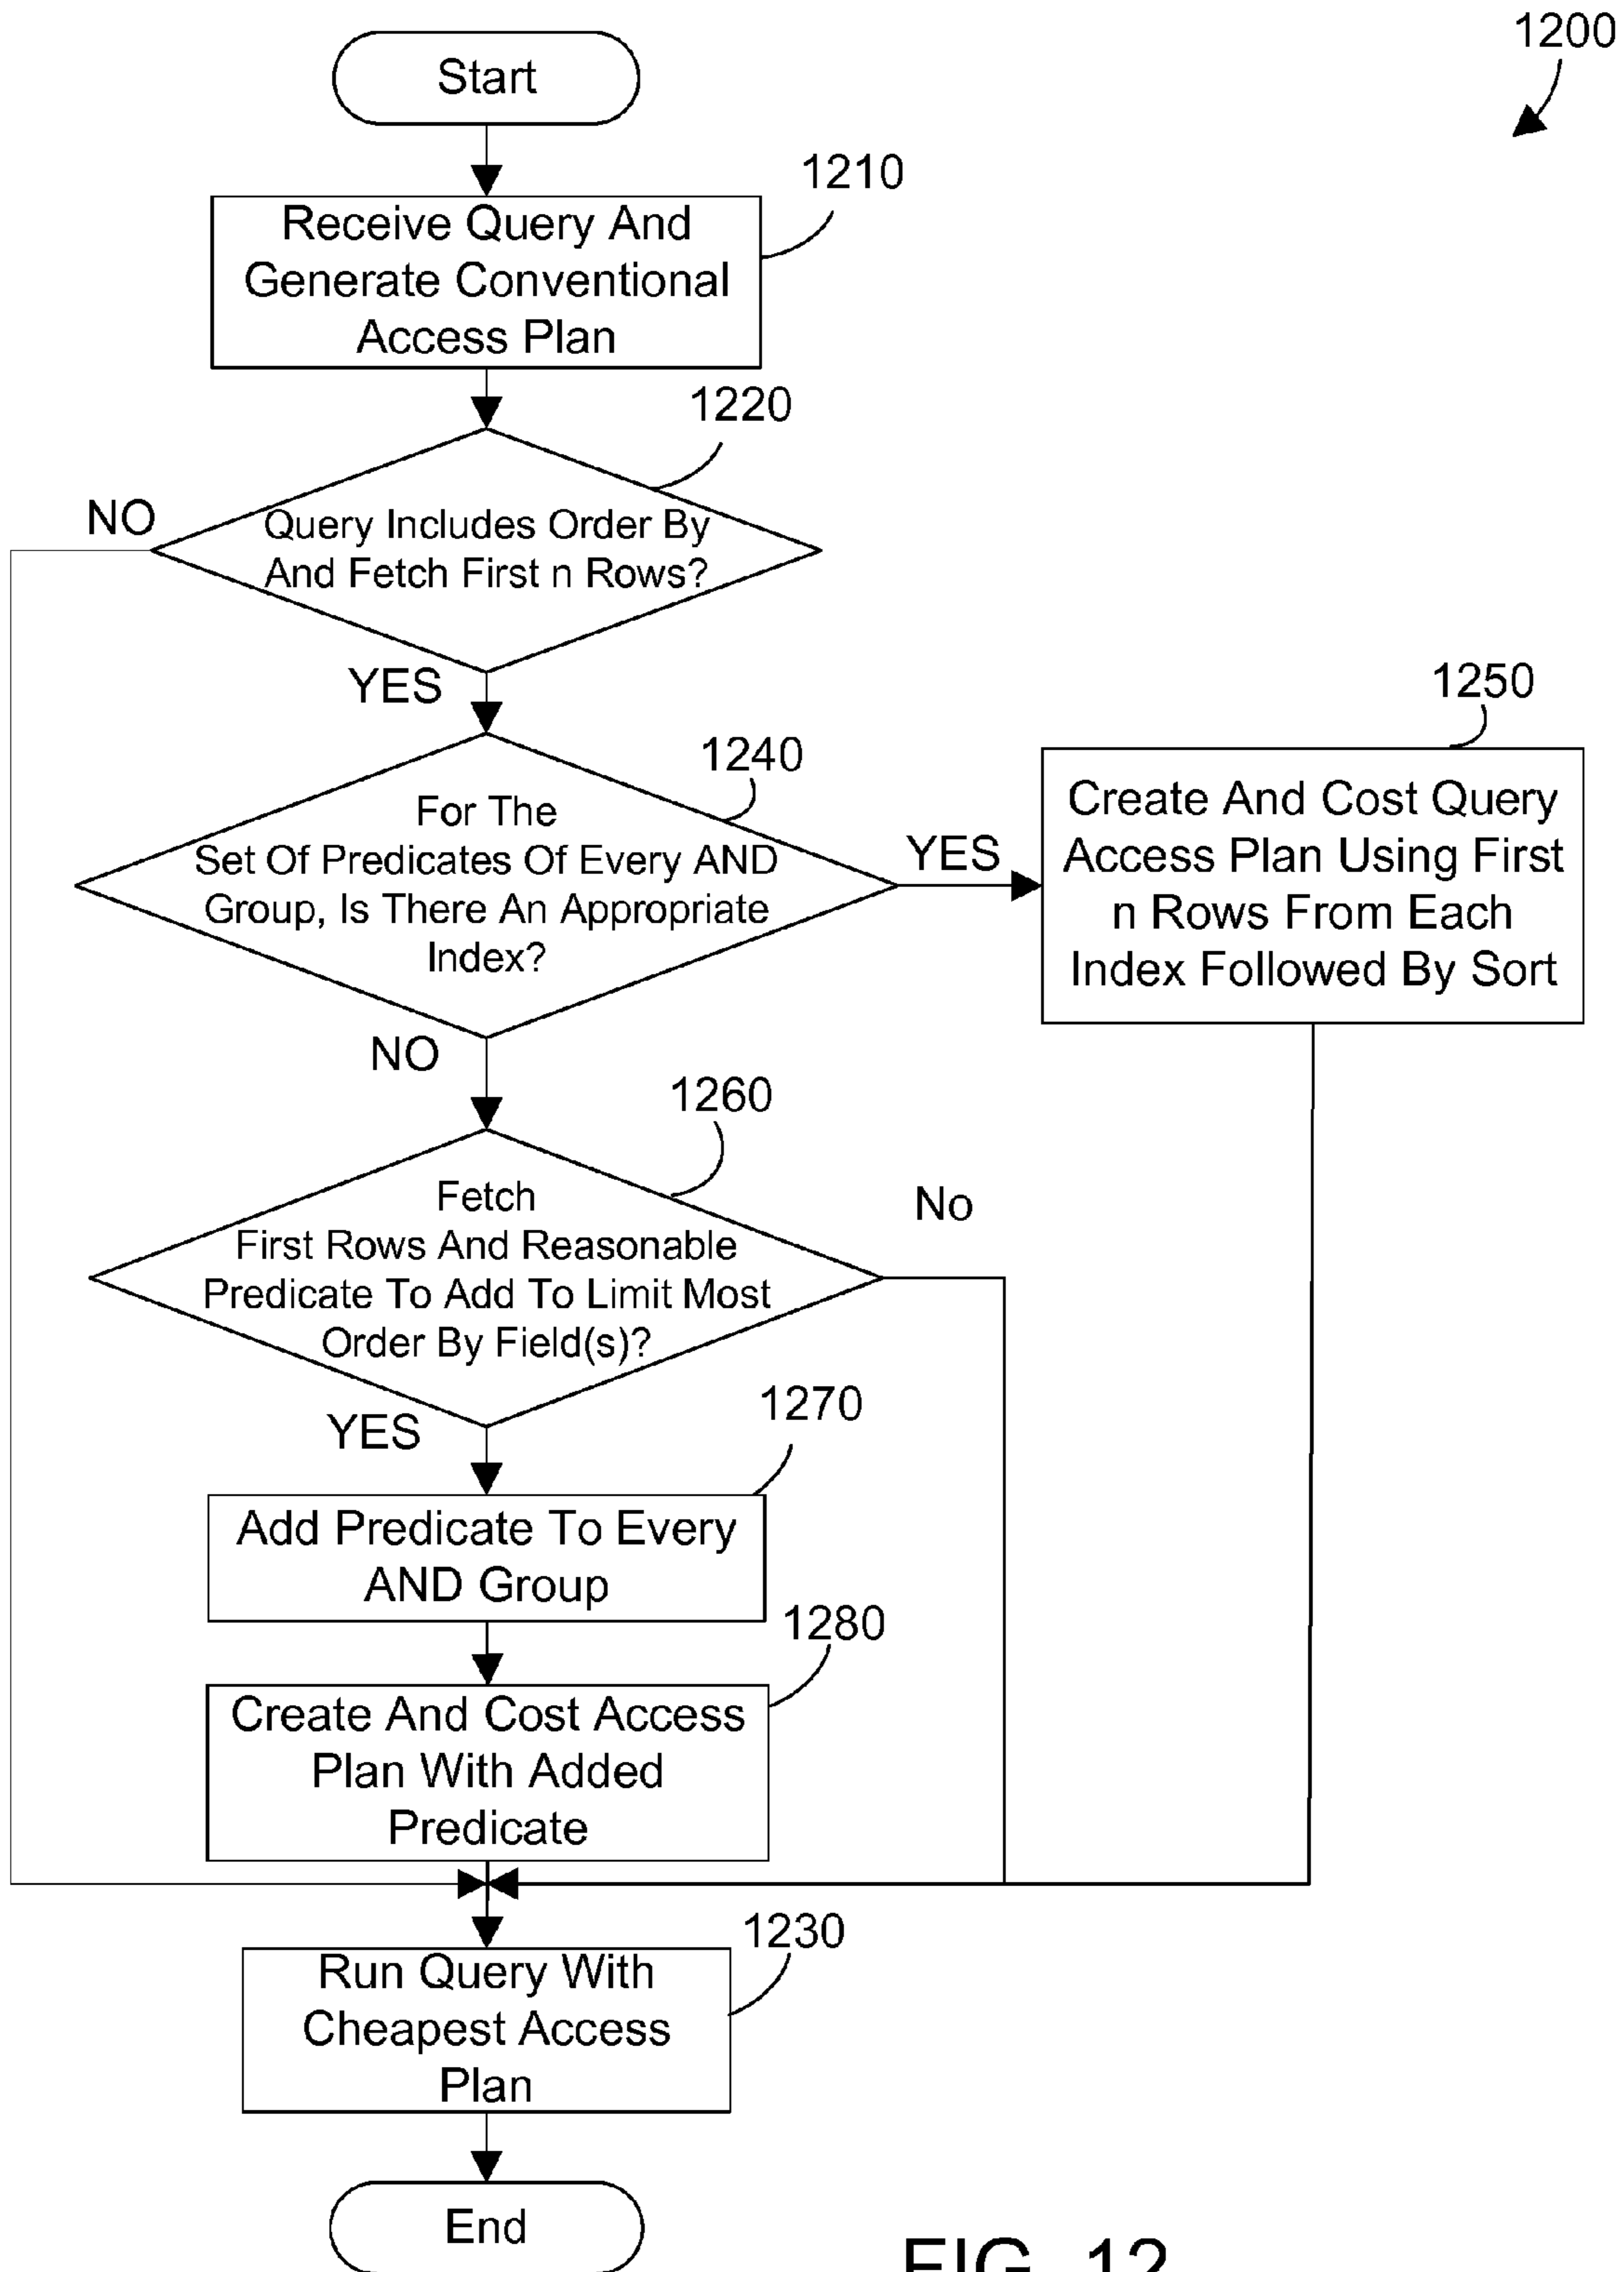 1200
Start
1210
Receive Query And
Generate Conventional
Access Plan
1220
NO
Query Includes Order By
And Fetch First n Rows?
YES
1240
For The
Set Of Predicates Of Every AND
Group, Is There An Appropriate
Index?
YES
1250
Create And Cost Query
Access Plan Using First
n Rows From Each
Index Followed By Sort
NO
1260
Fetch
First Rows And Reasonable
Predicate To Add To Limit Most
Order By Field(s)?
No
YES
1270
Add Predicate To Every
AND Group
1280
Create And Cost Access
Plan With Added
Predicate
1230
Run Query With
Cheapest Access
Plan
End
FIG. 12